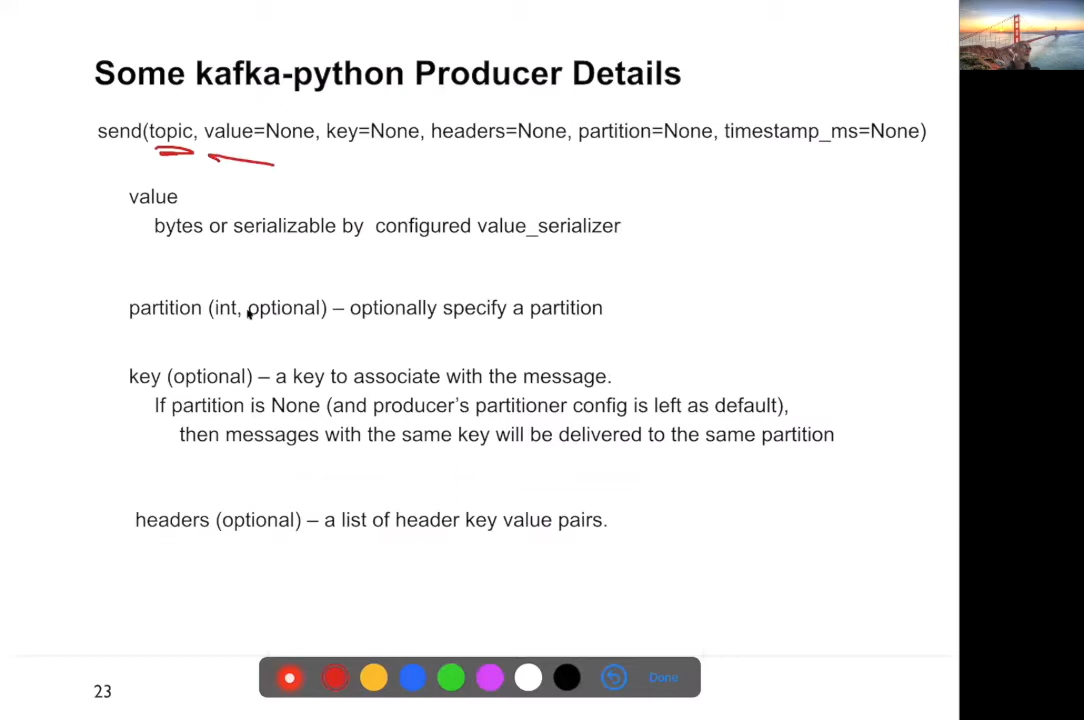 Some kafka-python Producer Details
send(topic, value=None, key=None, headers=None, partition=None, timestamp_ms=None)
value
bytes or serializable by configured value_serializer
partition (int, optional) – optionally specify a partition
key (optional) – a key to associate with the message.
If partition is None (and producer's partitioner config is left as default),
then messages with the same key will be delivered to the same partition
headers (optional) – a list of header key value pairs.
Done
23